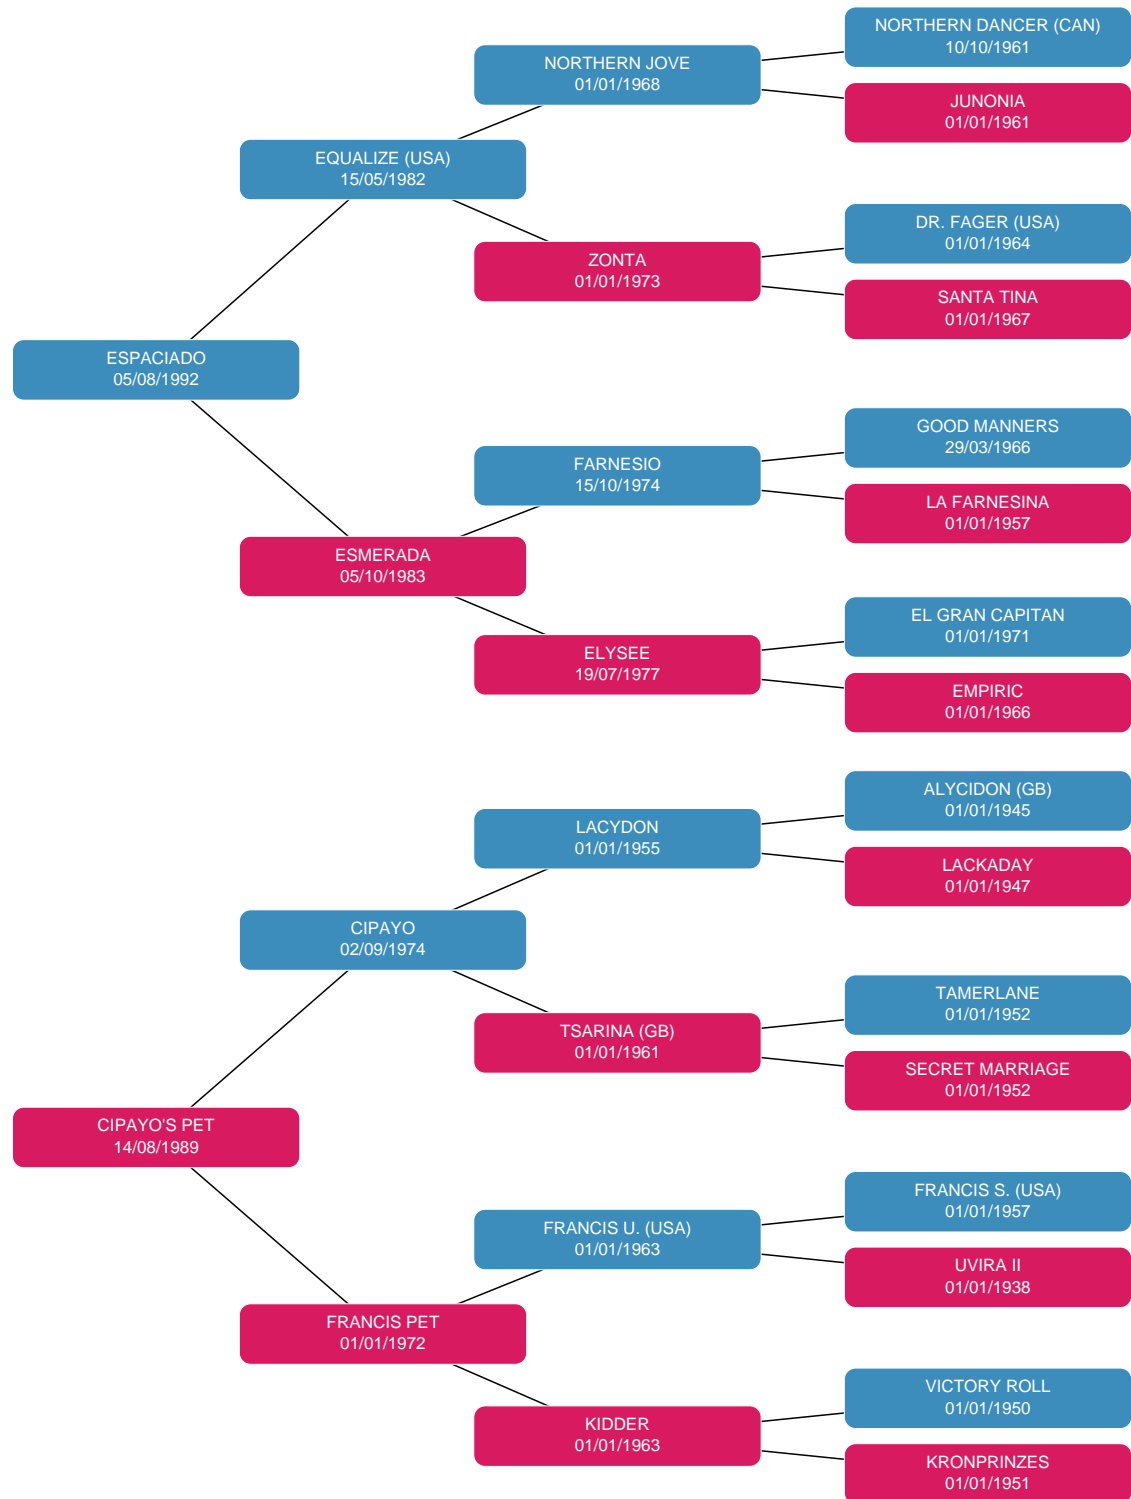 NORTHERN DANCER (CAN)
10/10/1961
NORTHERN JOVE
01/01/1968
JUNONIA
01/01/1961
EQUALIZE (USA)
15/05/1982
DR. FAGER (USA)
01/01/1964
ZONTA
01/01/1973
SANTA TINA
01/01/1967
ESPACIADO
05/08/1992
GOOD MANNERS
29/03/1966
FARNESIO
15/10/1974
LA FARNESINA
01/01/1957
ESMERADA
05/10/1983
EL GRAN CAPITAN
01/01/1971
ELYSEE
19/07/1977
EMPIRIC
01/01/1966
ALYCIDON (GB)
01/01/1945
LACYDON
01/01/1955
LACKADAY
01/01/1947
CIPAYO
02/09/1974
TAMERLANE
01/01/1952
TSARINA (GB)
01/01/1961
SECRET MARRIAGE
01/01/1952
CIPAYO'S PET
14/08/1989
FRANCIS S. (USA)
01/01/1957
FRANCIS U. (USA)
01/01/1963
UVIRA II
01/01/1938
FRANCIS PET
01/01/1972
VICTORY ROLL
01/01/1950
KIDDER
01/01/1963
KRONPRINZES
01/01/1951